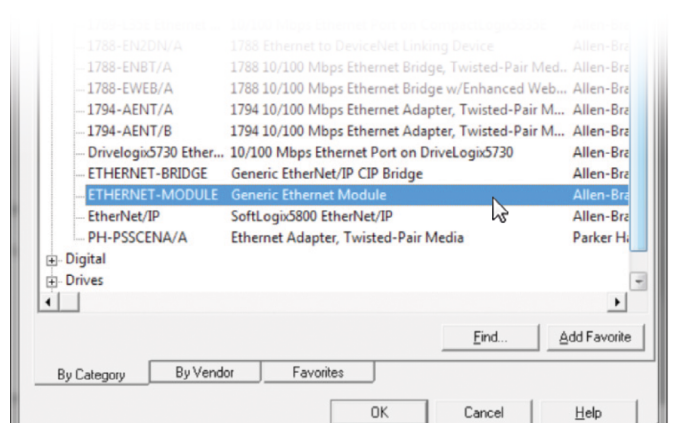 1788-EN2DN/A 1788 Ethernet to DeviceNet Linking Device Allen-Bra
1788-ENBT/A 1788 10/100 Mbps Ethernet Bridge, Twisted-Pair Med.. Allen-Bra
1788-EWEB/A 1788 10/100 Mbps Ethernet Bridge w/Enhanced Web... Allen-Bra
1794-AENT/A 1794 10/100 Mbps Ethernet Adapter, Twisted-Pair M... Allen-Bra
1794-AENT/B 1794 10/100 Mbps Ethernet Adapter, Twisted-Pair M... Allen-Bra
Drivelogix5730 Ether... 10/100 Mbps Ethernet Port on DriveLogix5730 Allen-Bra
ETHERNET-BRIDGE Generic EtherNet/IP CIP Bridge Allen-Bra
ETHERNET-MODULE Generic Ethernet Module Allen-Bra
EtherNet/IP SoftLogix5800 EtherNet/IP Allen-Bra
PH-PSSCENA/A Ethernet Adapter, Twisted-Pair Media Parker Ha
Digital
Drives
Find... Add Favorite
By Category By Vendor Favorites
OK Cancel Help